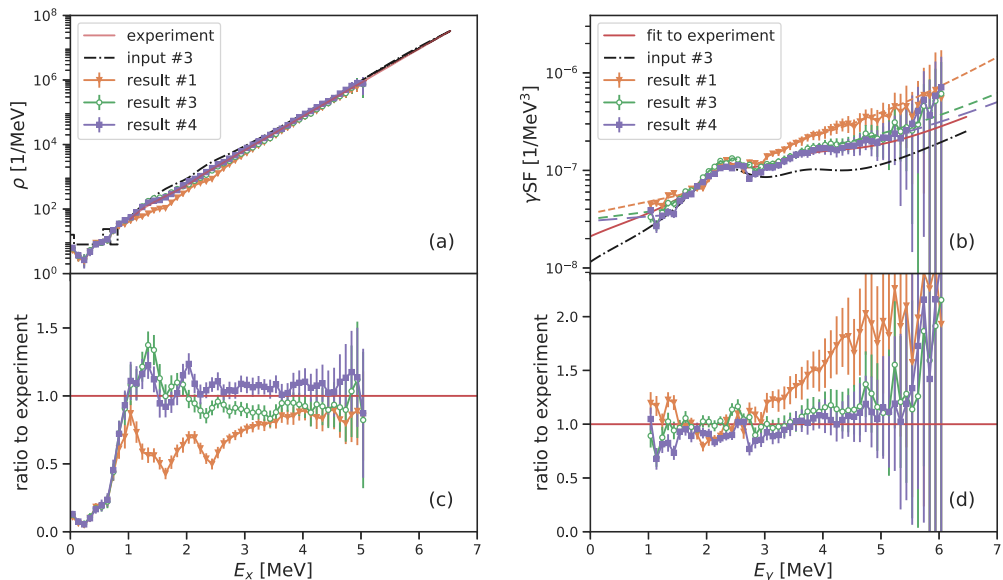 10^8
10^6
10^4
10^2
10^0
ρ [1/MeV]
experiment
input #3
result #1
result #3
result #4
(a)
10^-6
10^-7
10^-8
γSF [1/MeV^3]
fit to experiment
input #3
result #1
result #3
result #4
(b)
1.5
1.0
0.5
0.0
ratio to experiment
(c)
0 1 2 3 4 5 6 7
E_x [MeV]
2.0
1.5
1.0
0.5
0.0
ratio to experiment
(d)
0 1 2 3 4 5 6 7
E_γ [MeV]